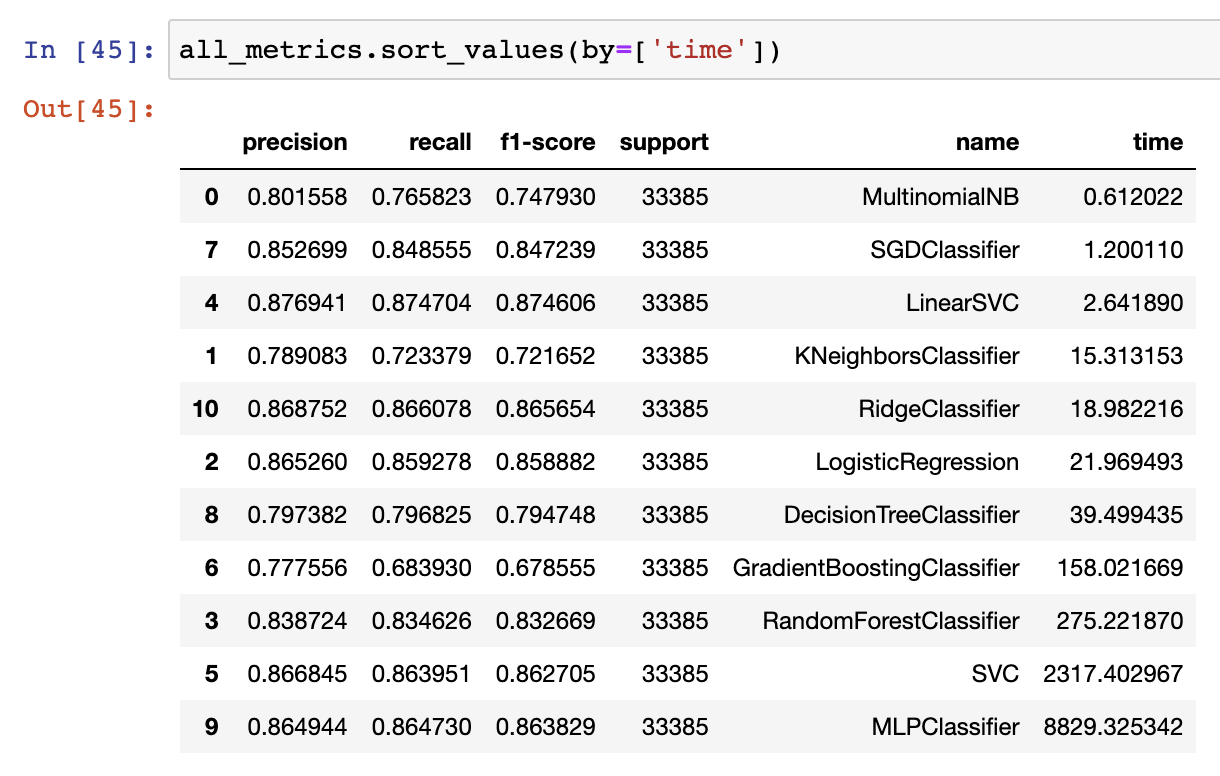 In [45]: all_metrics.sort_values(by=['time'])
Out[45]:
precision recall f1-score support name time
0 0.801558 0.765823 0.747930 33385 MultinomialNB 0.612022
7 0.852699 0.848555 0.847239 33385 SGDClassifier 1.200110
4 0.876941 0.874704 0.874606 33385 LinearSVC 2.641890
1 0.789083 0.723379 0.721652 33385 KNeighborsClassifier 15.313153
10 0.868752 0.866078 0.865654 33385 RidgeClassifier 18.982216
2 0.865260 0.859278 0.858882 33385 LogisticRegression 21.969493
8 0.797382 0.796825 0.794748 33385 DecisionTreeClassifier 39.499435
6 0.777556 0.683930 0.678555 33385 GradientBoostingClassifier 158.021669
3 0.838724 0.834626 0.832669 33385 RandomForestClassifier 275.221870
5 0.866845 0.863951 0.862705 33385 SVC 2317.402967
9 0.864944 0.864730 0.863829 33385 MLPClassifier 8829.325342